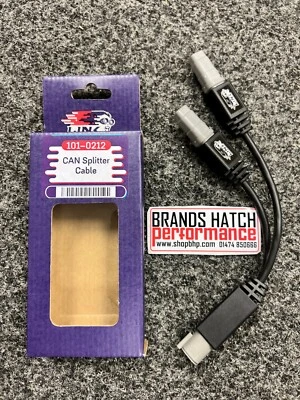 LINK
101-0212
CAN Splitter
Cable
BRANDS HATCH
performance
www.shopbhp.com 01474 850666